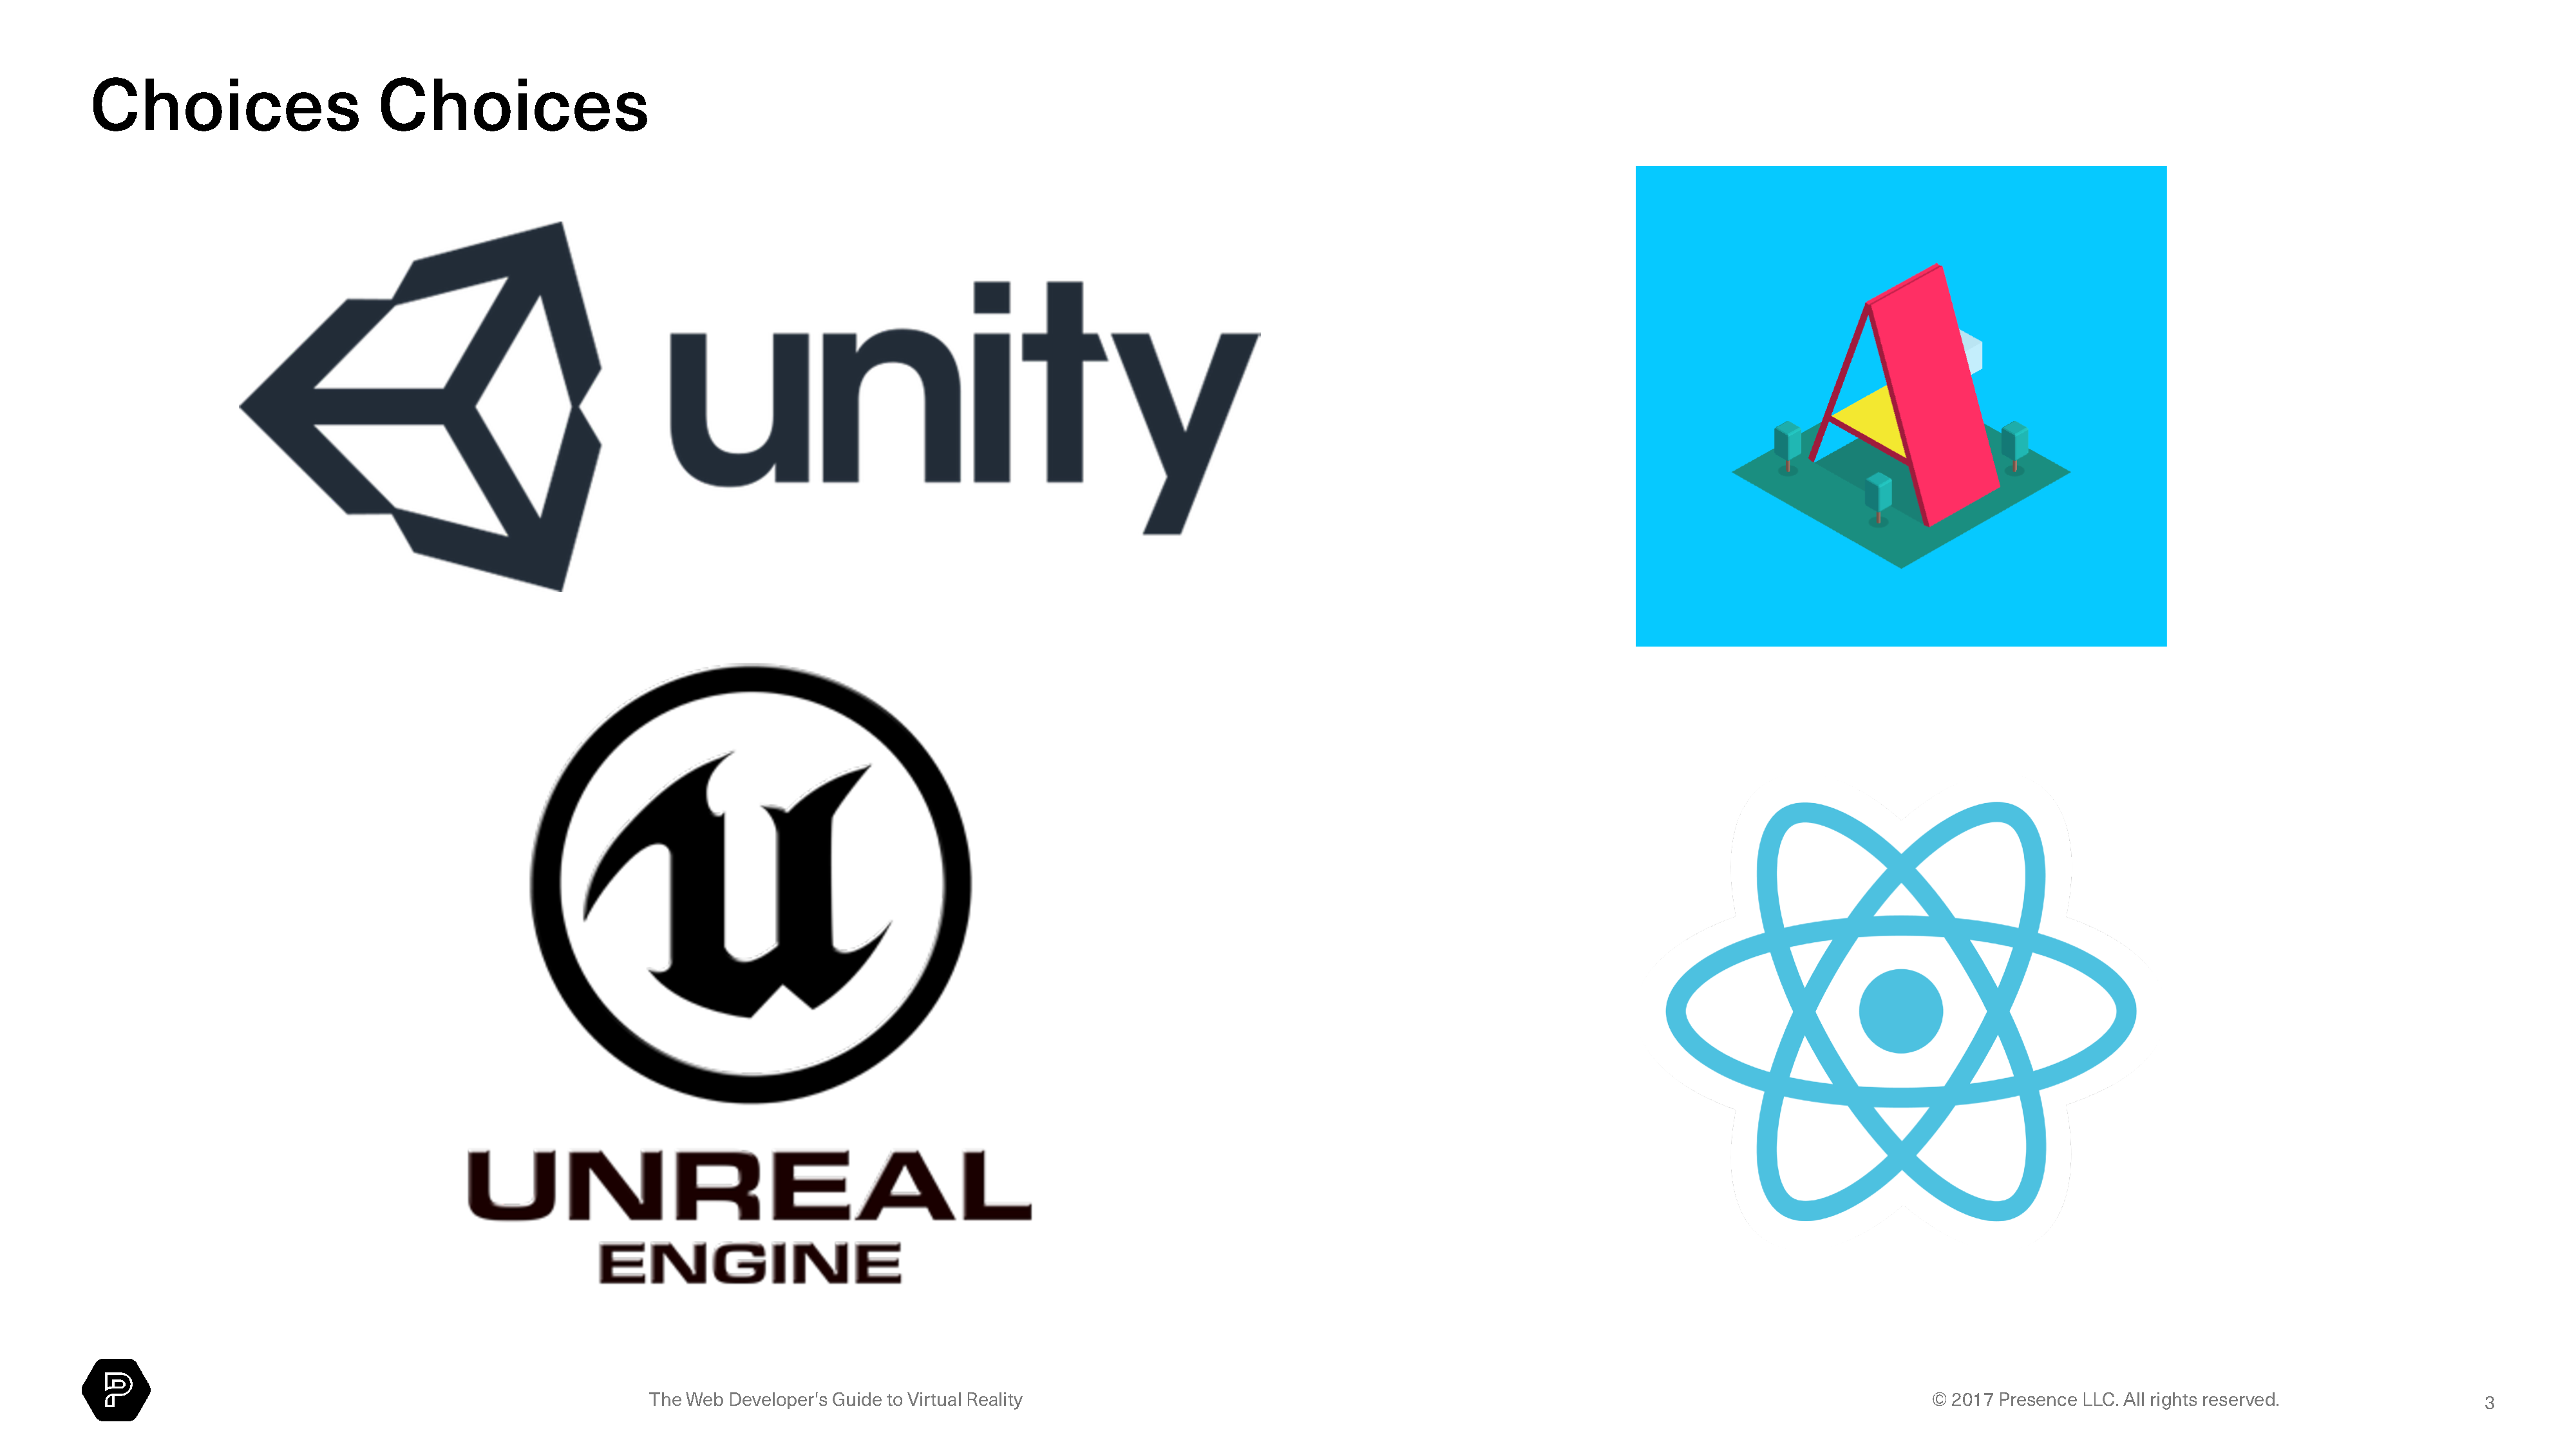 Choices Choices
unity
UNREAL
ENGINE
The Web Developer's Guide to Virtual Reality
© 2017 Presence LLC. All rights reserved.
3